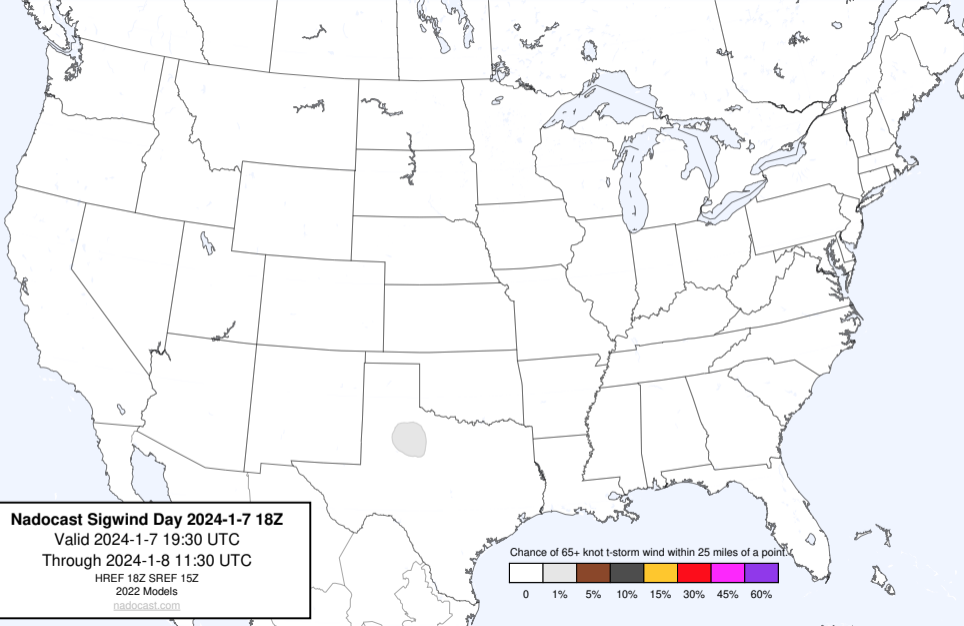 Nadocast Sigwind Day 2024-1-7 18Z
Valid 2024-1-7 19:30 UTC
Through 2024-1-8 11:30 UTC
HREF 18Z SREF 15Z
2022 Models
nadocast.com
Chance of 65+ knot t-storm wind within 25 miles of a point.
0 1% 5% 10% 15% 30% 45% 60%